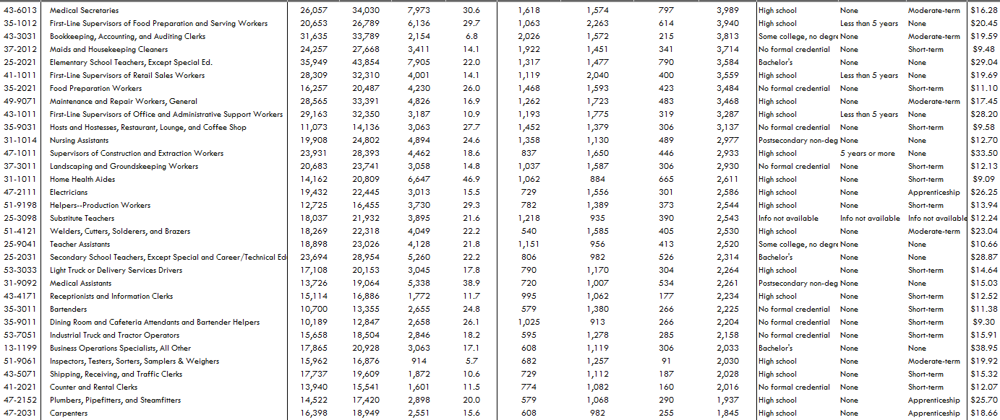 43-6013 Medical Secretaries 26,057 34,030 7,973 30.6 1,618 1,574 797 3,989 High school None Moderate-term $16.28
35-1012 First-Line Supervisors of Food Preparation and Serving Workers 20,653 26,789 6,136 29.7 1,063 2,263 614 3,940 High school Less than 5 years None $20.45
43-3031 Bookkeeping, Accounting, and Auditing Clerks 31,635 33,789 2,154 6.8 2,026 1,572 215 3,813 Some college, no degre None Moderate-term $19.59
37-2012 Maids and Housekeeping Cleaners 24,257 27,668 3,411 14.1 1,922 1,451 341 3,714 No formal credential None Short-term $9.48
25-2021 Elementary School Teachers, Except Special Ed. 35,949 43,854 7,905 22.0 1,317 1,477 790 3,584 Bachelor's None None $29.04
41-1011 First-Line Supervisors of Retail Sales Workers 28,309 32,310 4,001 14.1 1,119 2,040 400 3,559 High school Less than 5 years None $19.69
35-2021 Food Preparation Workers 16,257 20,487 4,230 26.0 1,468 1,593 423 3,484 No formal credential None Short-term $11.10
49-9071 Maintenance and Repair Workers, General 28,565 33,391 4,826 16.9 1,262 1,723 483 3,468 High school None Moderate-term $17.45
43-1011 First-Line Supervisors of Office and Administrative Support Workers 29,163 32,350 3,187 10.9 1,193 1,775 319 3,287 High school Less than 5 years None $28.20
35-9031 Hosts and Hostesses, Restaurant, Lounge, and Coffee Shop 11,073 14,136 3,063 27.7 1,452 1,379 306 3,137 No formal credential None Short-term $9.58
31-1014 Nursing Assistants 19,908 24,802 4,894 24.6 1,358 1,130 489 2,977 Postsecondary non-deg None None $12.70
47-1011 Supervisors of Construction and Extraction Workers 23,931 28,393 4,462 18.6 837 1,650 446 2,933 High school 5 years or more None $33.50
37-3011 Landscaping and Groundskeeping Workers 20,683 23,741 3,058 14.8 1,037 1,587 306 2,930 No formal credential None Short-term $12.13
31-1011 Home Health Aides 14,162 20,809 6,647 46.9 1,062 884 665 2,611 High school None Short-term $9.09
47-2111 Electricians 19,432 22,445 3,013 15.5 729 1,556 301 2,586 High school None Apprenticeship $26.25
51-9198 Helpers--Production Workers 12,725 16,455 3,730 29.3 782 1,389 373 2,544 High school None Short-term $13.94
25-3098 Substitute Teachers 18,037 21,932 3,895 21.6 1,218 935 390 2,543 Info not available Info not available Info not available $12.24
51-4121 Welders, Cutters, Solderers, and Brazers 18,269 22,318 4,049 22.2 540 1,585 405 2,530 High school None Moderate-term $23.04
25-9041 Teacher Assistants 18,898 23,026 4,128 21.8 1,151 956 413 2,520 Some college, no degre None None $10.66
25-2031 Secondary School Teachers, Except Special and Career/Technical Ed 23,694 28,954 5,260 22.2 806 982 526 2,314 Bachelor's None None $28.87
53-3033 Light Truck or Delivery Services Drivers 17,108 20,153 3,045 17.8 790 1,170 304 2,264 High school None Short-term $14.64
31-9092 Medical Assistants 13,726 19,064 5,338 38.9 720 1,007 534 2,261 Postsecondary non-deg None None $15.03
43-4171 Receptionists and Information Clerks 15,114 16,886 1,772 11.7 995 1,062 177 2,234 High school None Short-term $12.52
35-3011 Bartenders 10,700 13,355 2,655 24.8 579 1,380 266 2,225 No formal credential None Short-term $11.38
35-9011 Dining Room and Cafeteria Attendants and Bartender Helpers 10,189 12,847 2,658 26.1 1,025 913 266 2,204 No formal credential None Short-term $9.30
53-7051 Industrial Truck and Tractor Operators 15,658 18,504 2,846 18.2 595 1,278 285 2,158 No formal credential None Short-term $15.91
13-1199 Business Operations Specialists, All Other 17,865 20,928 3,063 17.1 608 1,119 306 2,033 Bachelor's None None $38.95
51-9061 Inspectors, Testers, Sorters, Samplers & Weighers 15,962 16,876 914 5.7 682 1,257 91 2,030 High school None Moderate-term $19.92
43-5071 Shipping, Receiving, and Traffic Clerks 17,737 19,609 1,872 10.6 729 1,112 187 2,028 High school None Short-term $15.32
41-2021 Counter and Rental Clerks 13,940 15,541 1,601 11.5 774 1,082 160 2,016 No formal credential None Short-term $12.07
47-2152 Plumbers, Pipefitters, and Steamfitters 14,522 17,420 2,898 20.0 579 1,068 290 1,937 High school None Apprenticeship $25.70
47-2031 Carpenters 16,398 18,949 2,551 15.6 608 982 255 1,845 High school None Apprenticeship $18.66